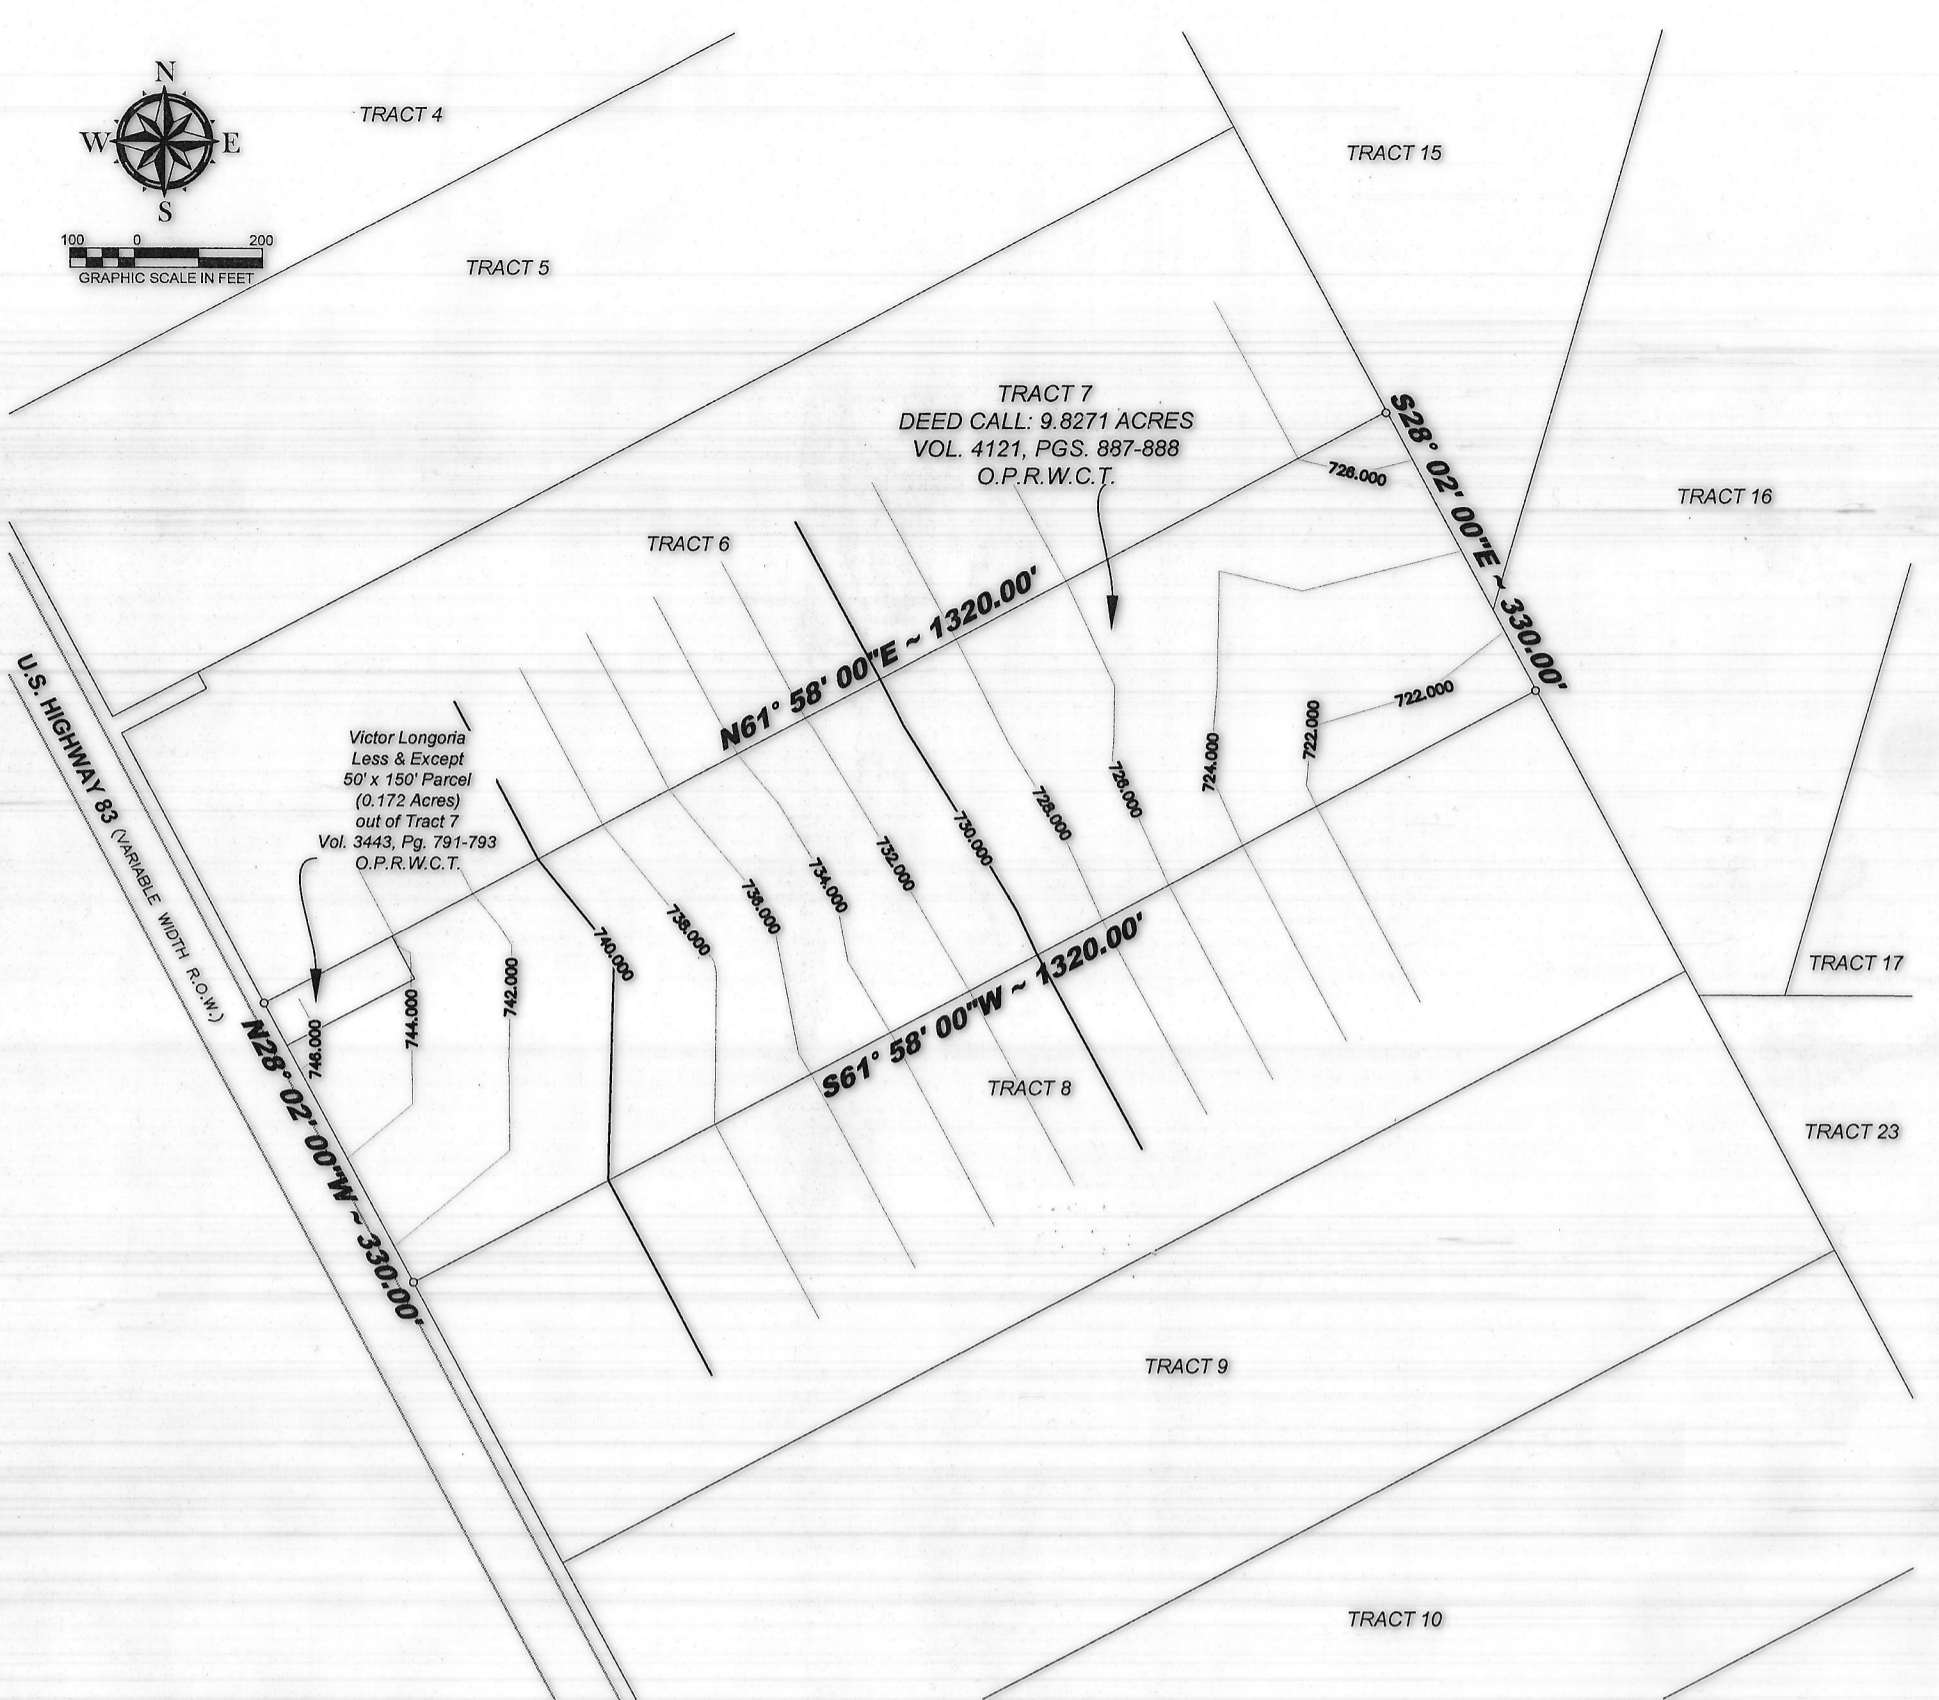 N
W E
S
100 0 200
GRAPHIC SCALE IN FEET
TRACT 4
TRACT 15
TRACT 5
TRACT 7
DEED CALL: 9.8271 ACRES
VOL. 4121, PGS. 887-888
O.P.R.W.C.T.
726.000
S28° 02' 00"E ~ 330.00'
TRACT 16
TRACT 6
N61° 58' 00"E ~ 1320.00'
U.S. HIGHWAY 83 (VARIABLE WIDTH R.O.W.)
Victor Longoria
Less & Except
50' x 150' Parcel
(0.172 Acres)
out of Tract 7
Vol. 3443, Pg. 791-793
O.P.R.W.C.T.
722.000
722.000
724.000
726.000
728.000
730.000
732.000
734.000
736.000
738.000
740.000
742.000
744.000
746.000
TRACT 17
N28° 02' 00"W ~ 330.00'
S61° 58' 00"W ~ 1320.00'
TRACT 8
TRACT 23
TRACT 9
TRACT 10